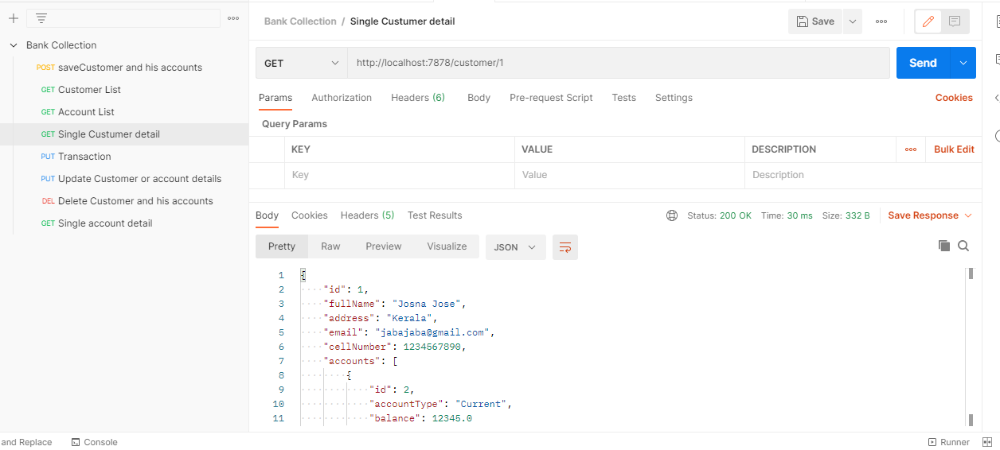 Bank Collection / Single Custumer detail
Save
Bank Collection
POST saveCustomer and his accounts
GET Customer List
GET Account List
GET Single Custumer detail
PUT Transaction
PUT Update Customer or account details
DEL Delete Customer and his accounts
GET Single account detail
GET http://localhost:7878/customer/1 Send
Params Authorization Headers (6) Body Pre-request Script Tests Settings Cookies
Query Params
KEY VALUE DESCRIPTION Bulk Edit
Key Value Description
Body Cookies Headers (5) Test Results Status: 200 OK Time: 30 ms Size: 332 B Save Response
Pretty Raw Preview Visualize JSON
1 {
2 "id": 1,
3 "fullName": "Josna Jose",
4 "address": "Kerala",
5 "email": "jabajaba@gmail.com",
6 "cellNumber": 1234567890,
7 "accounts": [
8 {
9 "id": 2,
10 "accountType": "Current",
11 "balance": 12345.0
and Replace Console Runner